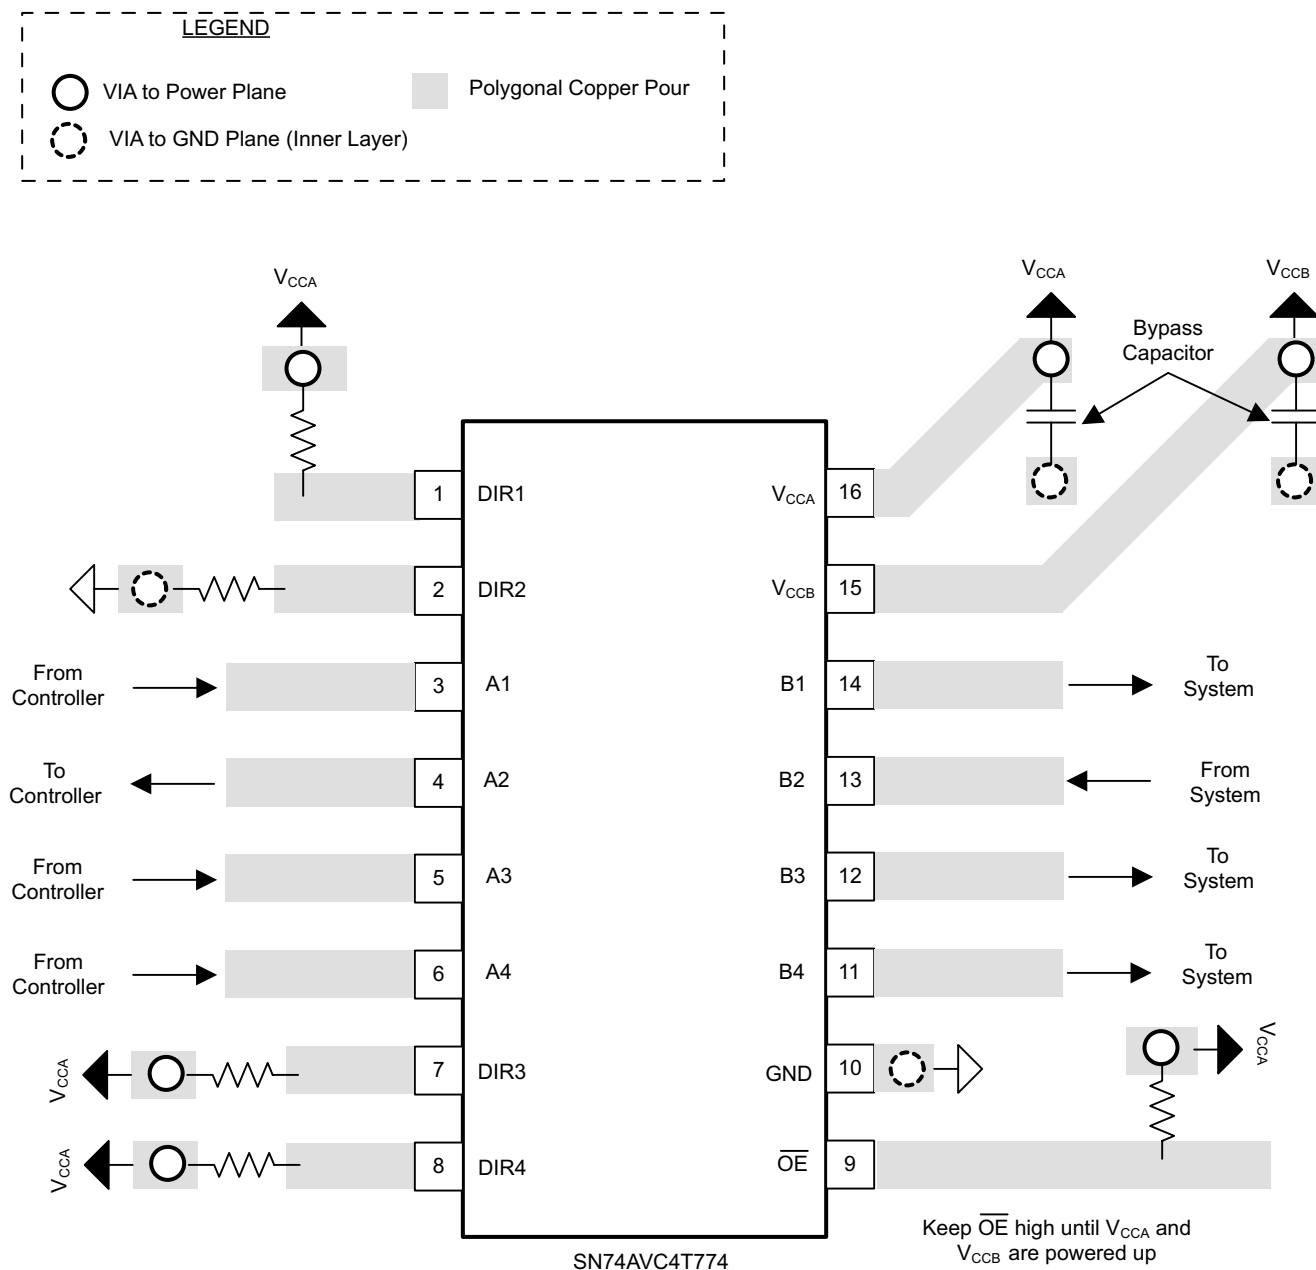 LEGEND
VIA to Power Plane
Polygonal Copper Pour
VIA to GND Plane (Inner Layer)
VCCA
VCCA
VCCB
Bypass
Capacitor
1
DIR1
VCCA
16
2
DIR2
VCCB
15
From
Controller
3
A1
B1
14
To
System
To
Controller
4
A2
B2
13
From
System
From
Controller
5
A3
B3
12
To
System
From
Controller
6
A4
B4
11
To
System
VCCA
7
DIR3
GND
10
VCCA
VCCA
8
DIR4
O̅E̅
9
Keep O̅E̅ high until VCCA and
VCCB are powered up
SN74AVC4T774